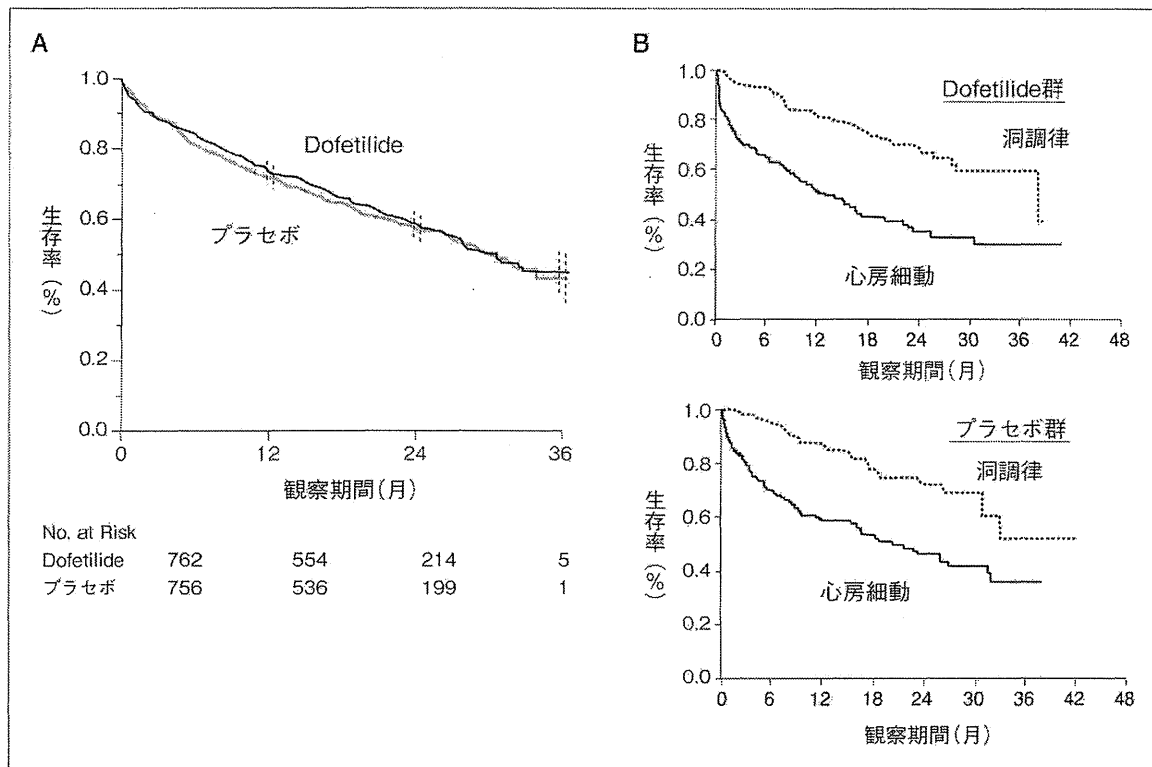 A
1.0
0.8
0.6
0.4
0.2
0.0
生存率(%)
Dofetilide
プラセボ
0 12 24 36
観察期間(月)
No. at Risk
Dofetilide 762 554 214 5
プラセボ 756 536 199 1
B
1.0
0.8
0.6
0.4
0.2
0.0
生存率(%)
Dofetilide群
洞調律
心房細動
0 6 12 18 24 30 36 42 48
観察期間(月)
1.0
0.8
0.6
0.4
0.2
0.0
生存率(%)
プラセボ群
洞調律
心房細動
0 6 12 18 24 30 36 42 48
観察期間(月)